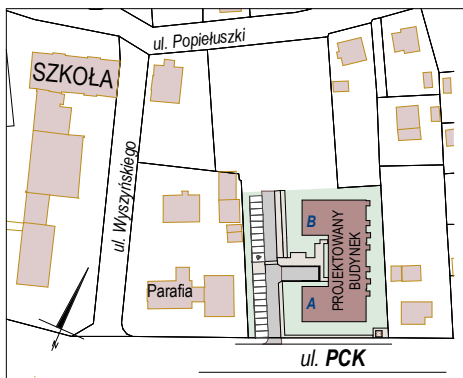 ul. Popiełuszki
SZKOŁA
ul. Wyszyńskiego
B
PROJEKTOWANY
BUDYNEK
Parafia
A
N
ul. PCK